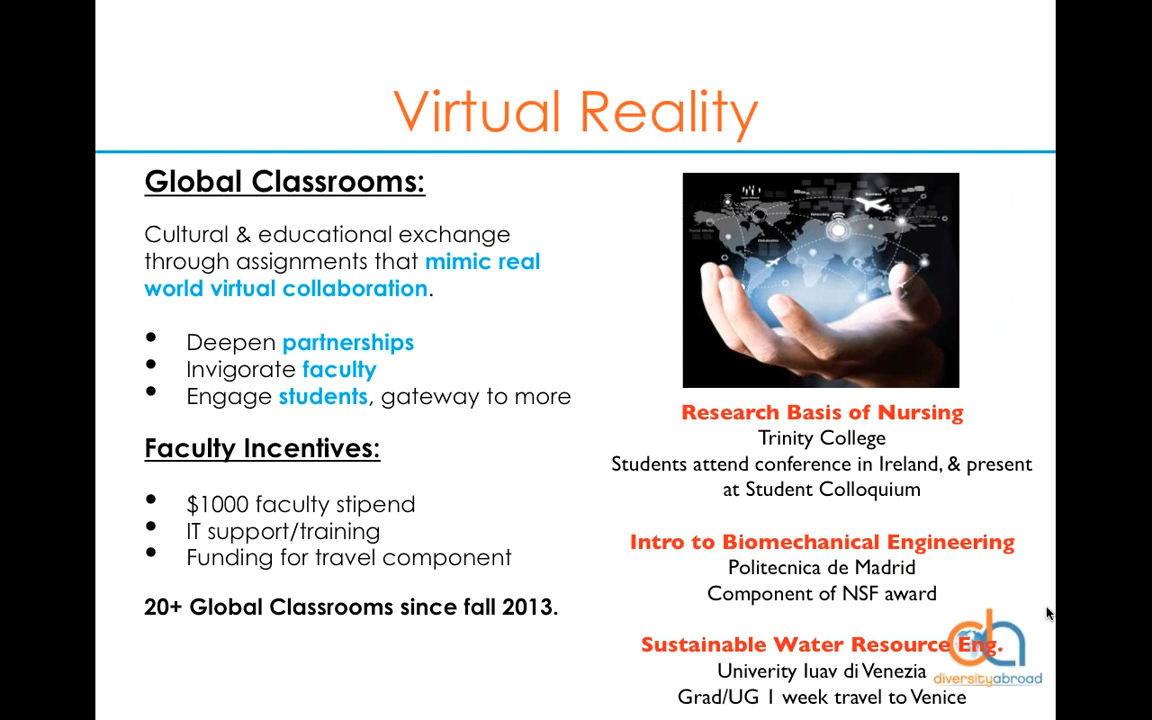 Virtual Reality
Global Classrooms:
Cultural & educational exchange
through assignments that mimic real
world virtual collaboration.
• Deepen partnerships
• Invigorate faculty
• Engage students, gateway to more
Faculty Incentives:
• $1000 faculty stipend
• IT support/training
• Funding for travel component
20+ Global Classrooms since fall 2013.
Research Basis of Nursing
Trinity College
Students attend conference in Ireland, & present
at Student Colloquium
Intro to Biomechanical Engineering
Politecnica de Madrid
Component of NSF award
Sustainable Water Resource Eng.
Univerity Iuav di Venezia
Grad/UG 1 week travel to Venice
da
diversityabroad